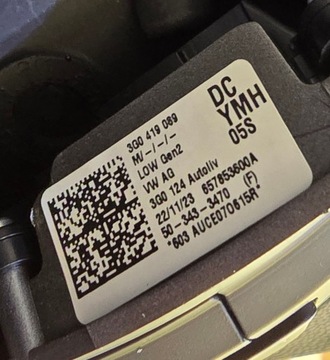 3G0 419 089
M/-/-/-
LOW Gen2
VW AG
3G0 124 Autoliv
22/11/23 657853600A
50-343-3470 (F)
*603 AUCE070615R*
DC
YMH
05S